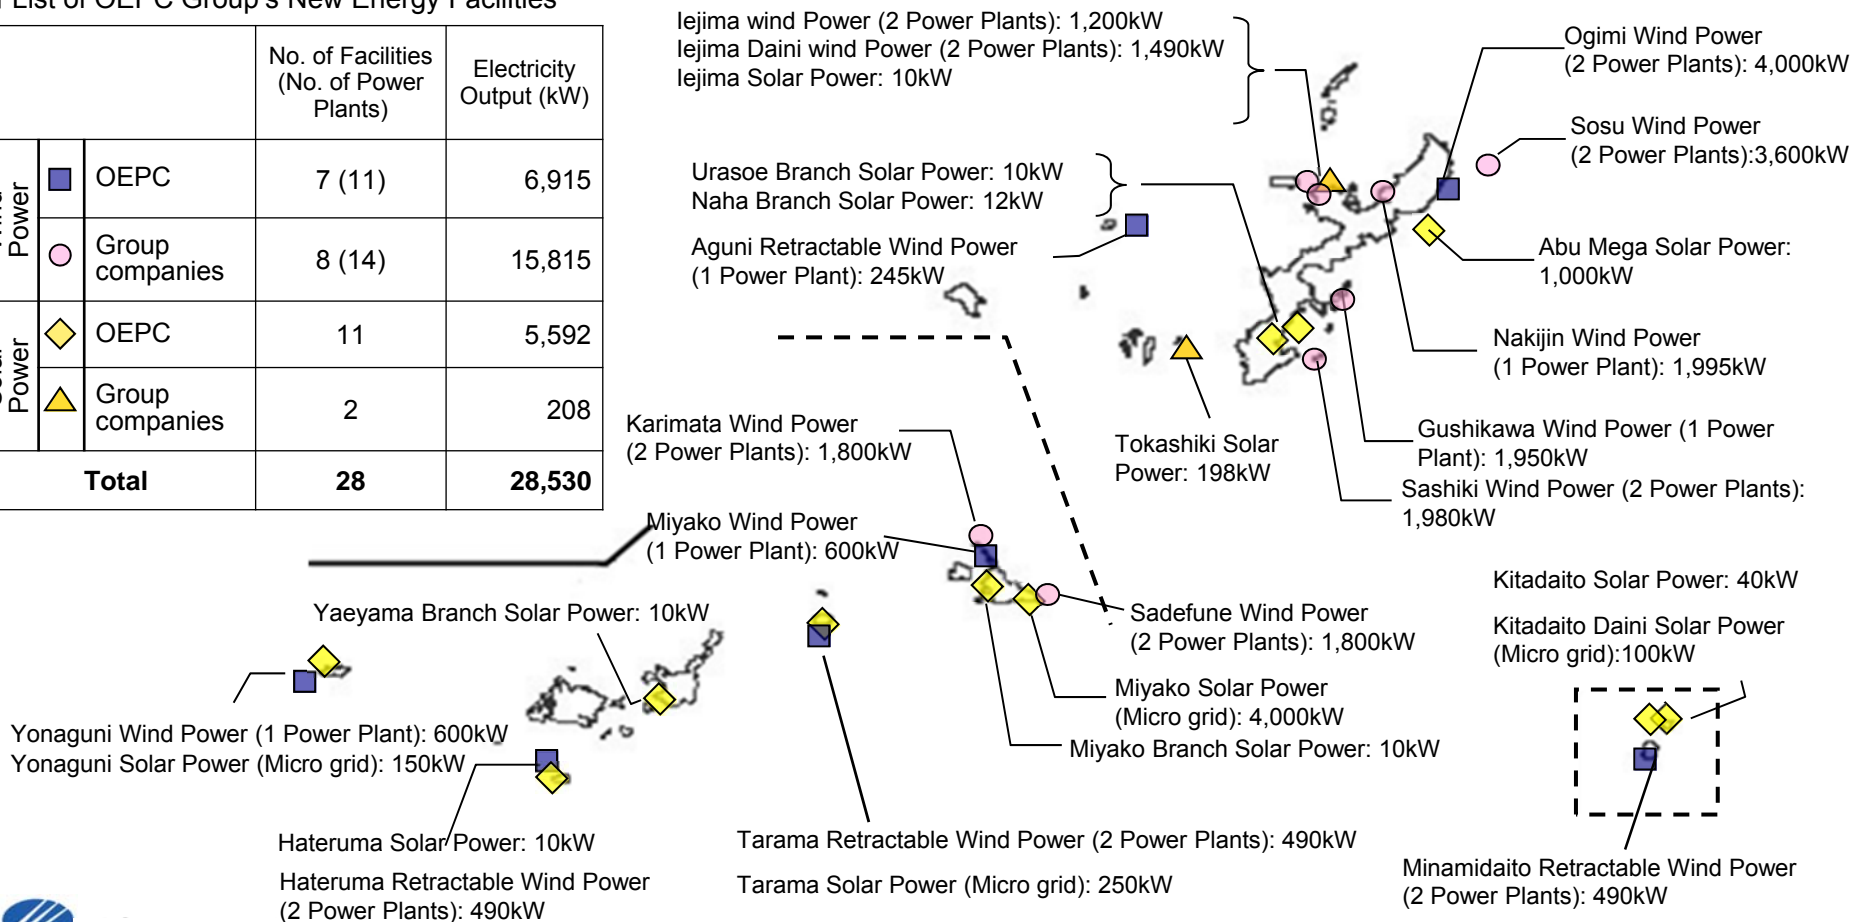 List of OEPC Group's New Energy Facilities
No. of Facilities
(No. of Power
Plants)
Electricity
Output (kW)
Wind
Power
OEPC
7 (11)
6,915
Group
companies
8 (14)
15,815
Solar
Power
OEPC
11
5,592
Group
companies
2
208
Total
28
28,530
Iejima wind Power (2 Power Plants): 1,200kW
Iejima Daini wind Power (2 Power Plants): 1,490kW
Iejima Solar Power: 10kW
Ogimi Wind Power
(2 Power Plants): 4,000kW
Sosu Wind Power
(2 Power Plants):3,600kW
Urasoe Branch Solar Power: 10kW
Naha Branch Solar Power: 12kW
Aguni Retractable Wind Power
(1 Power Plant): 245kW
Abu Mega Solar Power:
1,000kW
Nakijin Wind Power
(1 Power Plant): 1,995kW
Karimata Wind Power
(2 Power Plants): 1,800kW
Tokashiki Solar
Power: 198kW
Gushikawa Wind Power (1 Power
Plant): 1,950kW
Sashiki Wind Power (2 Power Plants):
1,980kW
Miyako Wind Power
(1 Power Plant): 600kW
Yaeyama Branch Solar Power: 10kW
Sadefune Wind Power
(2 Power Plants): 1,800kW
Kitadaito Solar Power: 40kW
Kitadaito Daini Solar Power
(Micro grid):100kW
Miyako Solar Power
(Micro grid): 4,000kW
Miyako Branch Solar Power: 10kW
Yonaguni Wind Power (1 Power Plant): 600kW
Yonaguni Solar Power (Micro grid): 150kW
Hateruma Solar Power: 10kW
Hateruma Retractable Wind Power
(2 Power Plants): 490kW
Tarama Retractable Wind Power (2 Power Plants): 490kW
Tarama Solar Power (Micro grid): 250kW
Minamidaito Retractable Wind Power
(2 Power Plants): 490kW